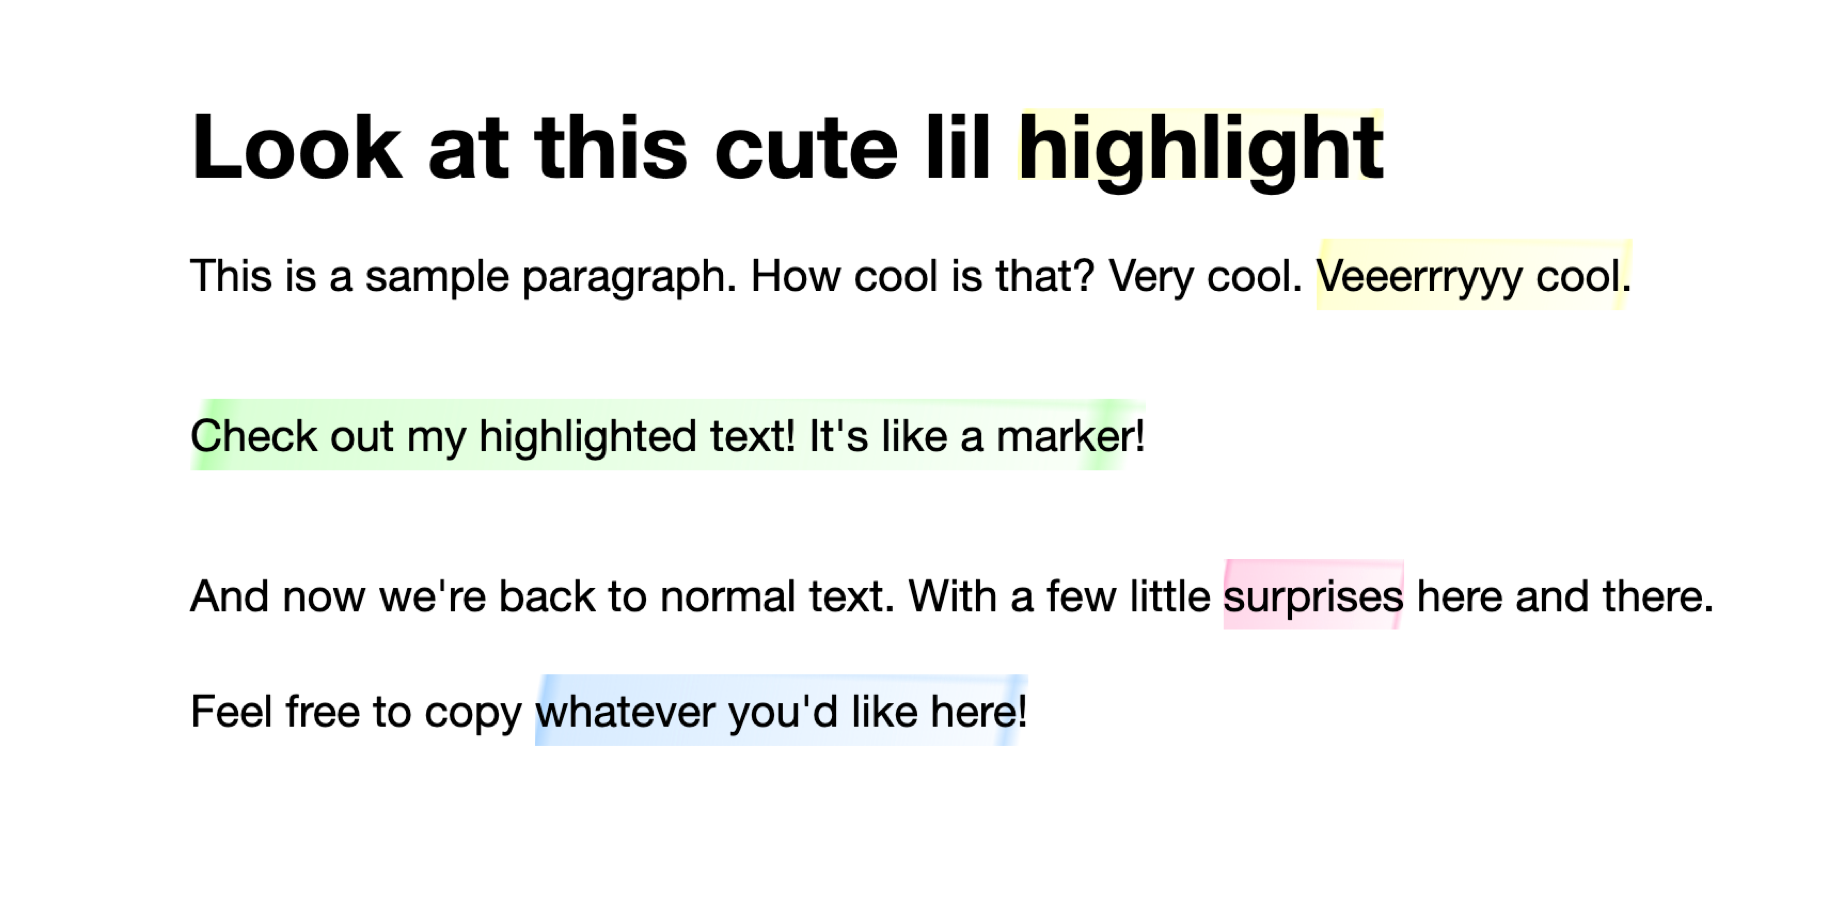 Look at this cute lil highlight
This is a sample paragraph. How cool is that? Very cool. Veeerrryyy cool.
Check out my highlighted text! It's like a marker!
And now we're back to normal text. With a few little surprises here and there.
Feel free to copy whatever you'd like here!